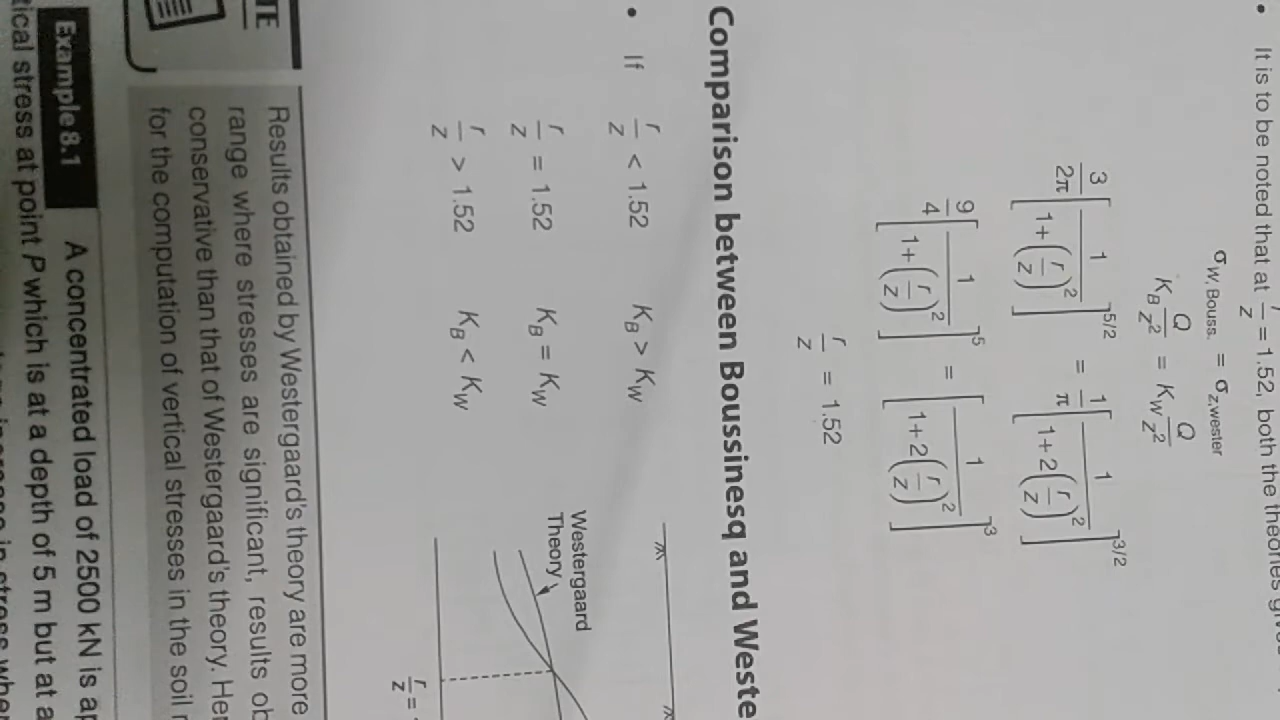 • It is to be noted that at r/z = 1.52, both the theories
σW, Bouss. = σz,wester
KB Q/z² = KW Q/z²
3/2π [1/(1+(r/z)²)]^5/2 = 1/π [1/(1+2(r/z)²)]^3/2
9/4 [1/(1+(r/z)²)]^5 = [1/(1+2(r/z)²)]^3
r/z = 1.52
Comparison between Boussinesq and Weste
• If r/z < 1.52 KB > KW
r/z = 1.52 KB = KW
r/z > 1.52 KB < KW
Westergaard
Theory
r/z =
TE
Results obtained by Westergaard's theory are more
range where stresses are significant, results ob
conservative than that of Westergaard's theory. Her
for the computation of vertical stresses in the soil
Example 8.1 A concentrated load of 2500 kN is ap
tical stress at point P which is at a depth of 5 m but at a
increase in stress when